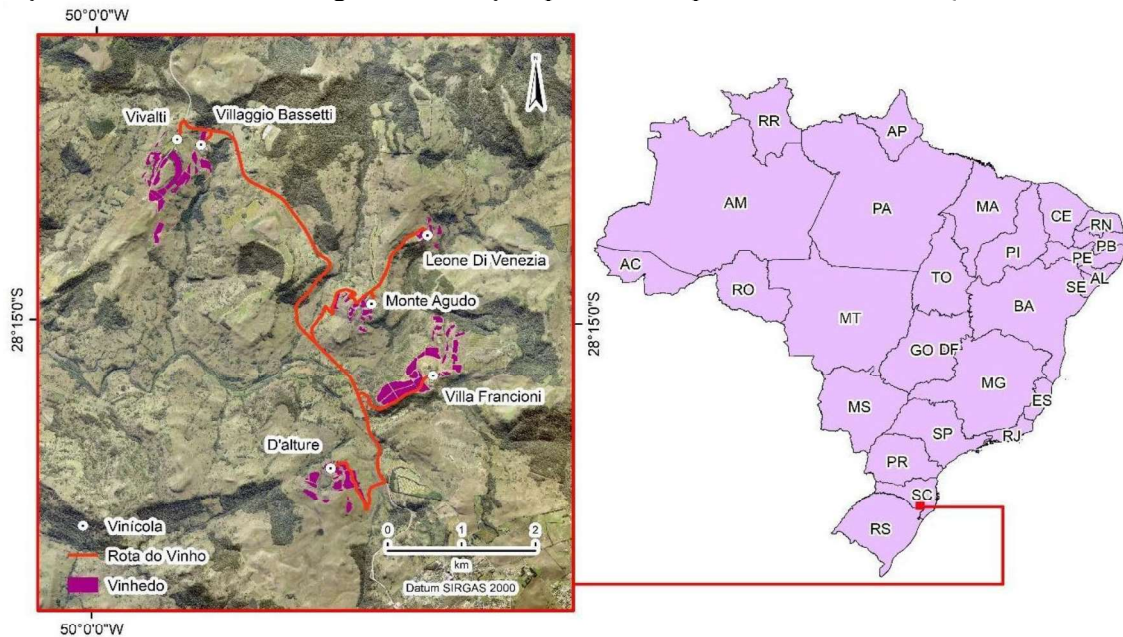 50°0'0"W
Vivalti
Villaggio Bassetti
N
Leone Di Venezia
Monte Agudo
28°15'0"S
28°15'0"S
Villa Francioni
D'alture
Vinícola
Rota do Vinho
Vinhedo
0 1 2
km
Datum SIRGAS 2000
50°0'0"W
RR
AP
AM
PA
MA
CE
RN
PB
PI
PE
AL
AC
SE
TO
RO
BA
MT
GO
DF
MG
MS
ES
SP
RJ
PR
SC
RS